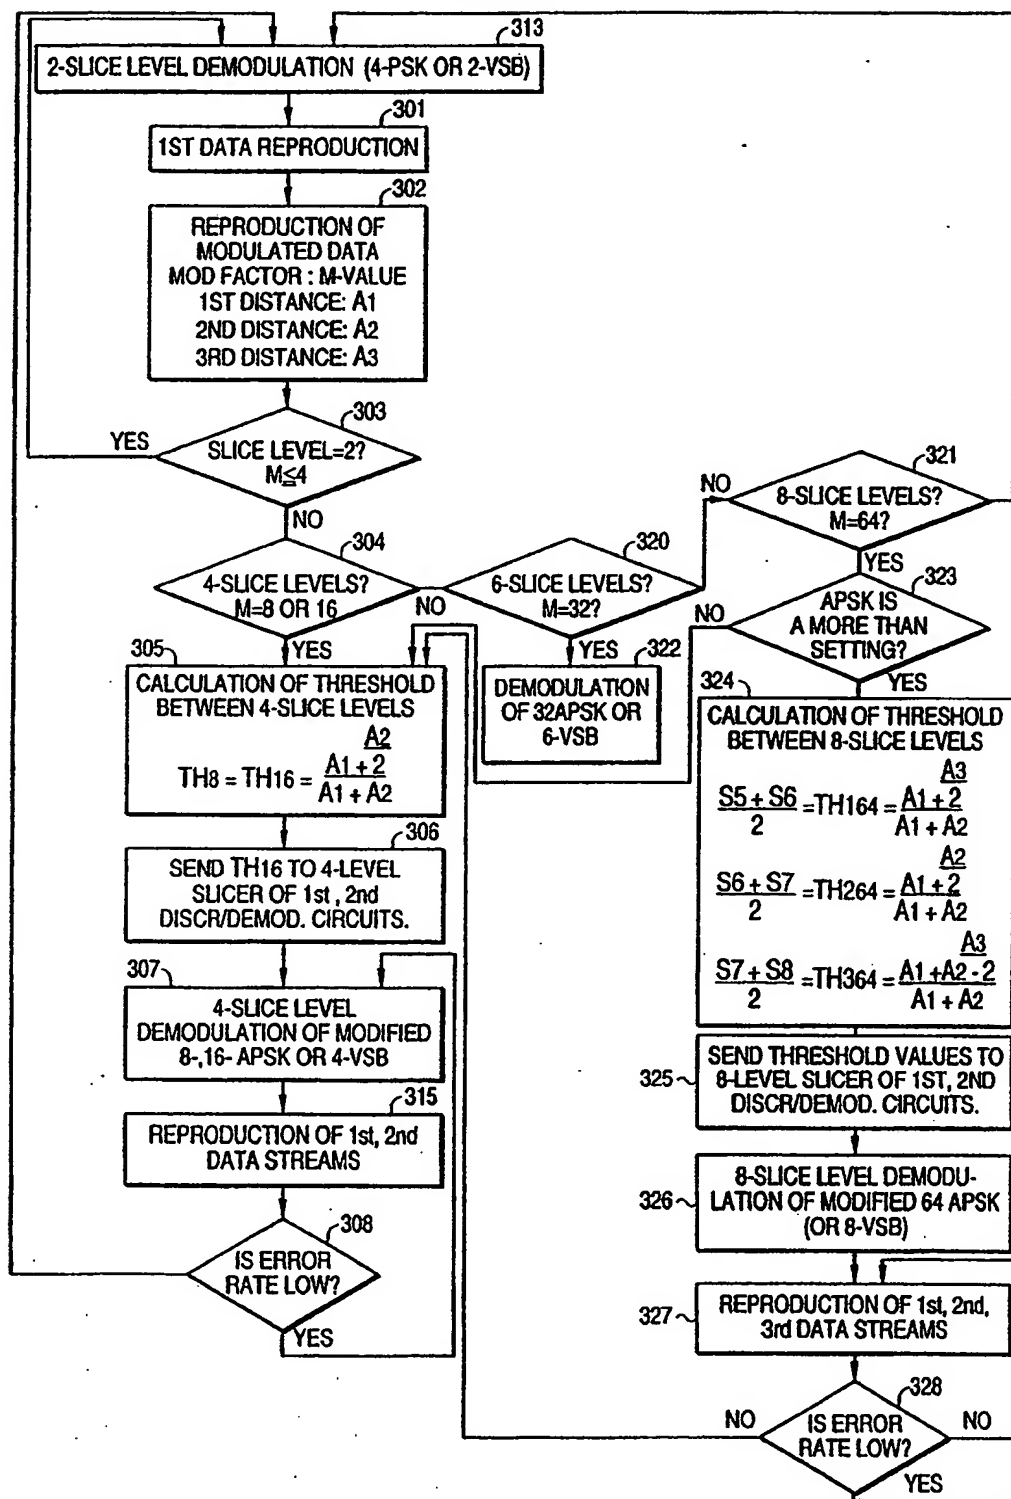 313
2-SLICE LEVEL DEMODULATION (4-PSK OR 2-VSB)
301
1ST DATA REPRODUCTION
302
REPRODUCTION OF
MODULATED DATA
MOD FACTOR : M-VALUE
1ST DISTANCE: A1
2ND DISTANCE: A2
3RD DISTANCE: A3
303
YES
SLICE LEVEL=2?
M≤4
NO
304
4-SLICE LEVELS?
M=8 OR 16
NO
YES
320
6-SLICE LEVELS?
M=32?
NO
YES
321
8-SLICE LEVELS?
M=64?
YES
323
NO
APSK IS
A MORE THAN
SETTING?
YES
305
CALCULATION OF THRESHOLD
BETWEEN 4-SLICE LEVELS
A2
TH8 = TH16 = A1 + 2
A1 + A2
322
DEMODULATION
OF 32APSK OR
6-VSB
324
CALCULATION OF THRESHOLD
BETWEEN 8-SLICE LEVELS
A3
S5 + S6 =TH164 = A1 + 2
2 A1 + A2
A2
S6 + S7 =TH264 = A1 + 2
2 A1 + A2
A3
S7 + S8 =TH364 = A1 +A2 - 2
2 A1 + A2
306
SEND TH16 TO 4-LEVEL
SLICER OF 1st , 2nd
DISCR/DEMOD. CIRCUITS.
307
4-SLICE LEVEL
DEMODULATION OF MODIFIED
8-,16- APSK OR 4-VSB
315
REPRODUCTION OF 1st, 2nd
DATA STREAMS
308
IS ERROR
RATE LOW?
YES
325
SEND THRESHOLD VALUES TO
8-LEVEL SLICER OF 1ST, 2ND
DISCR/DEMOD. CIRCUITS.
326
8-SLICE LEVEL DEMODU-
LATION OF MODIFIED 64 APSK
(OR 8-VSB)
327
REPRODUCTION OF 1st, 2nd,
3rd DATA STREAMS
328
NO
IS ERROR
RATE LOW?
NO
YES